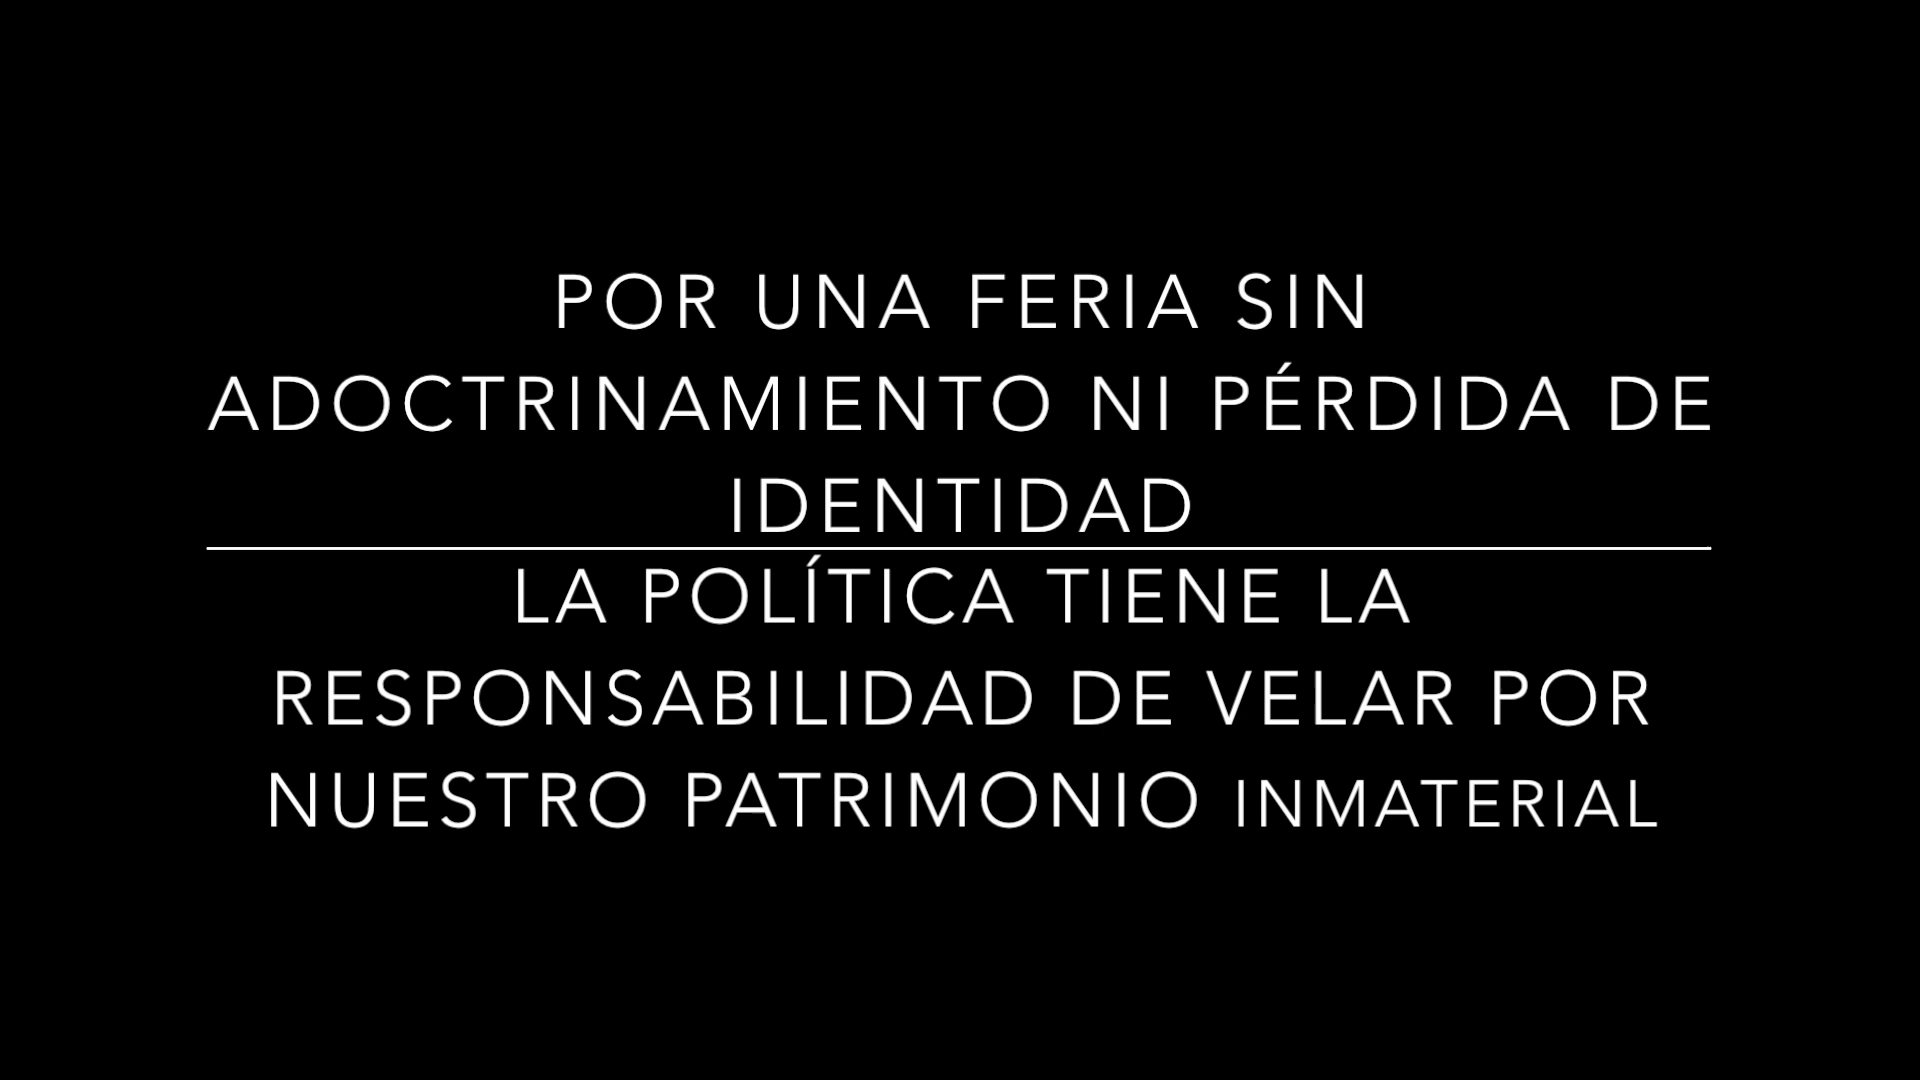 POR UNA FERIA SIN
ADOCTRINAMIENTO NI PÉRDIDA DE
IDENTIDAD
LA POLÍTICA TIENE LA
RESPONSABILIDAD DE VELAR POR
NUESTRO PATRIMONIO INMATERIAL